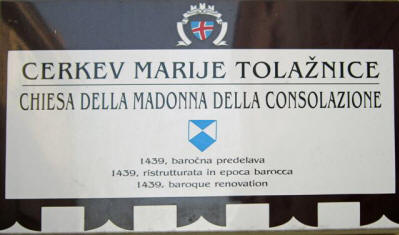 CERKEV MARIJE TOLAŽNICE
CHIESA DELLA MADONNA DELLA CONSOLAZIONE
1439, baročna predelava
1439, ristrutturata in epoca barocca
1439, baroque renovation